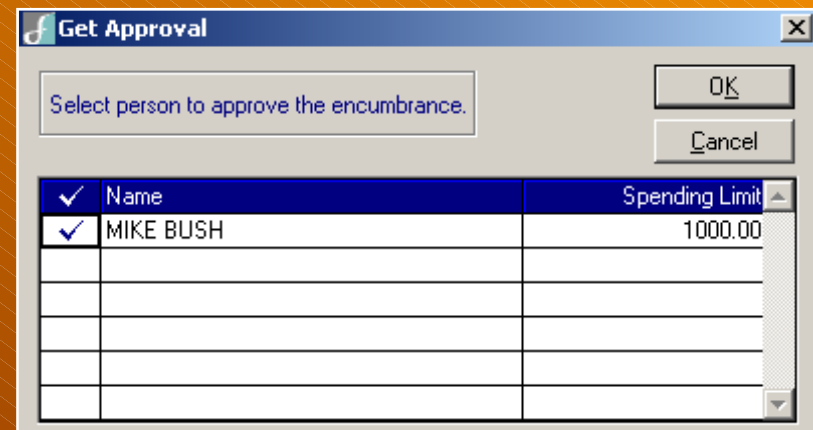 Get Approval
Select person to approve the encumbrance.
OK
Cancel
Name Spending Limit
MIKE BUSH 1000.00